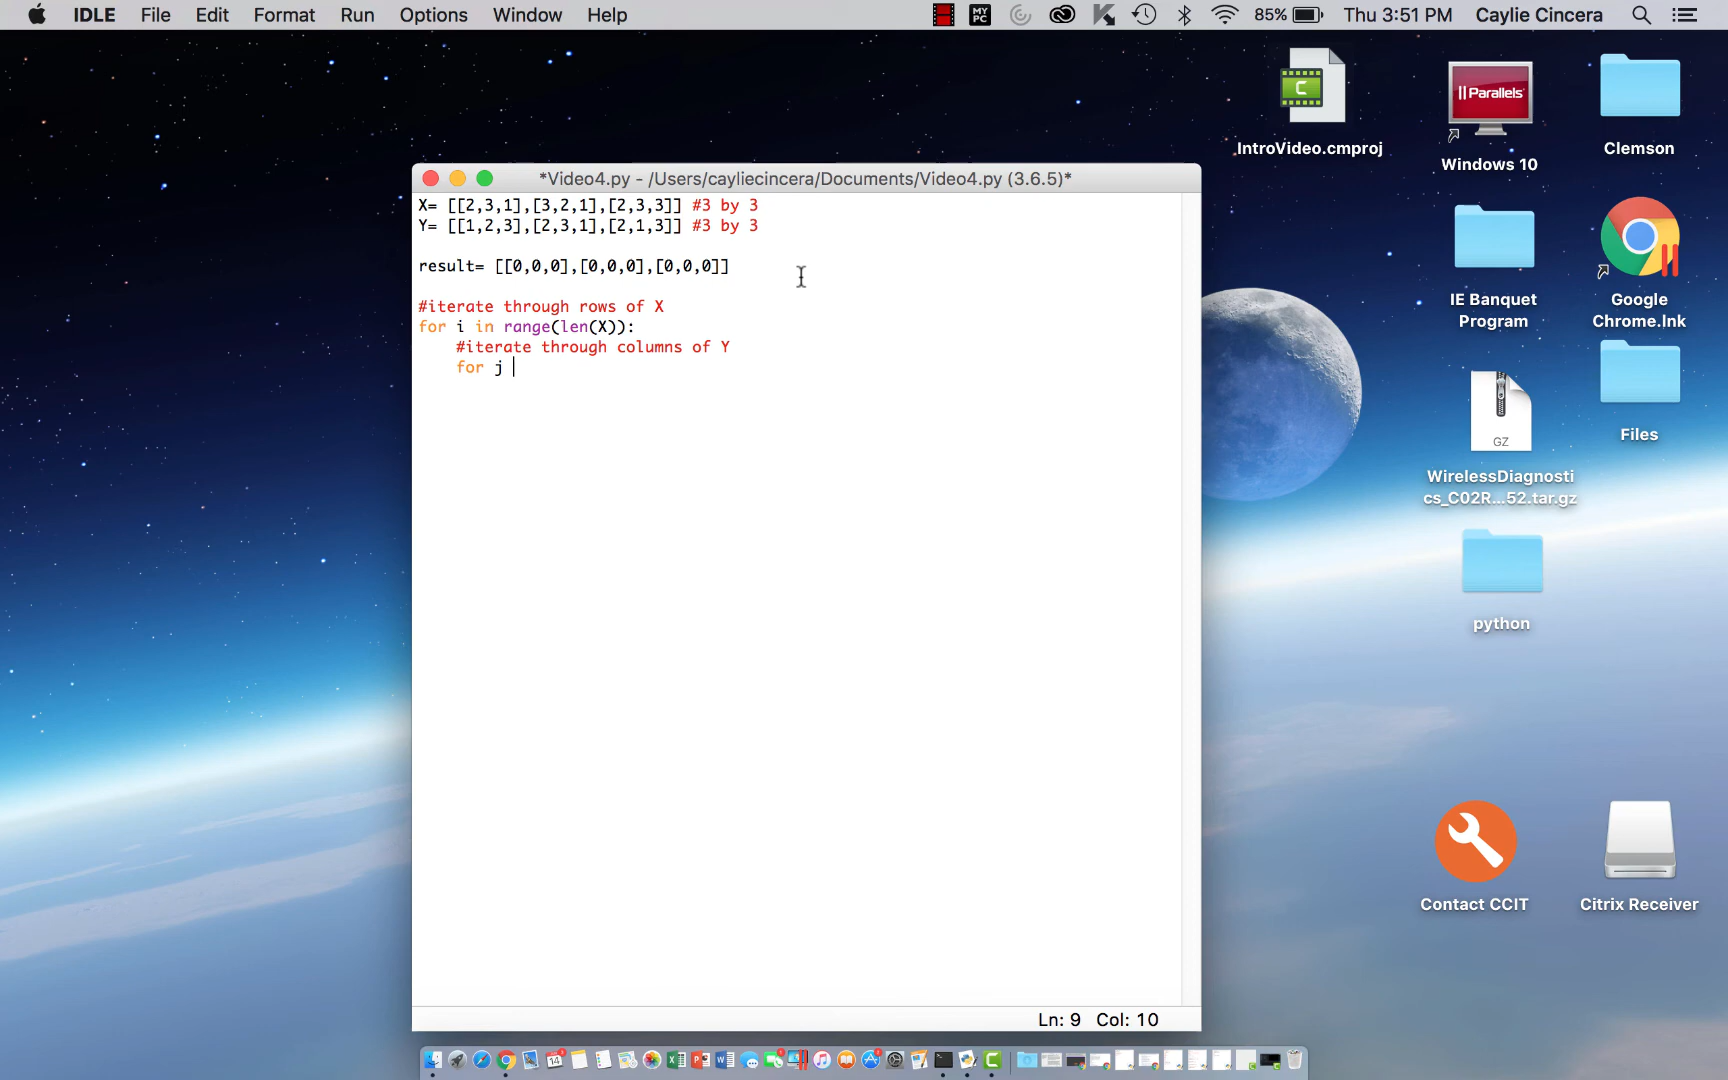 IDLE File Edit Format Run Options Window Help MY PC 85% Thu 3:51 PM Caylie Cincera
*Video4.py - /Users/cayliecincera/Documents/Video4.py (3.6.5)*
X= [[2,3,1],[3,2,1],[2,3,3]] #3 by 3
Y= [[1,2,3],[2,3,1],[2,1,3]] #3 by 3
result= [[0,0,0],[0,0,0],[0,0,0]]
#iterate through rows of X
for i in range(len(X)):
#iterate through columns of Y
for j
Ln: 9 Col: 10
C
IntroVideo.cmproj
Parallels
Windows 10
Clemson
IE Banquet
Program
Google
Chrome.lnk
GZ
WirelessDiagnosti
cs_C02R...52.tar.gz
Files
python
Contact CCIT
Citrix Receiver